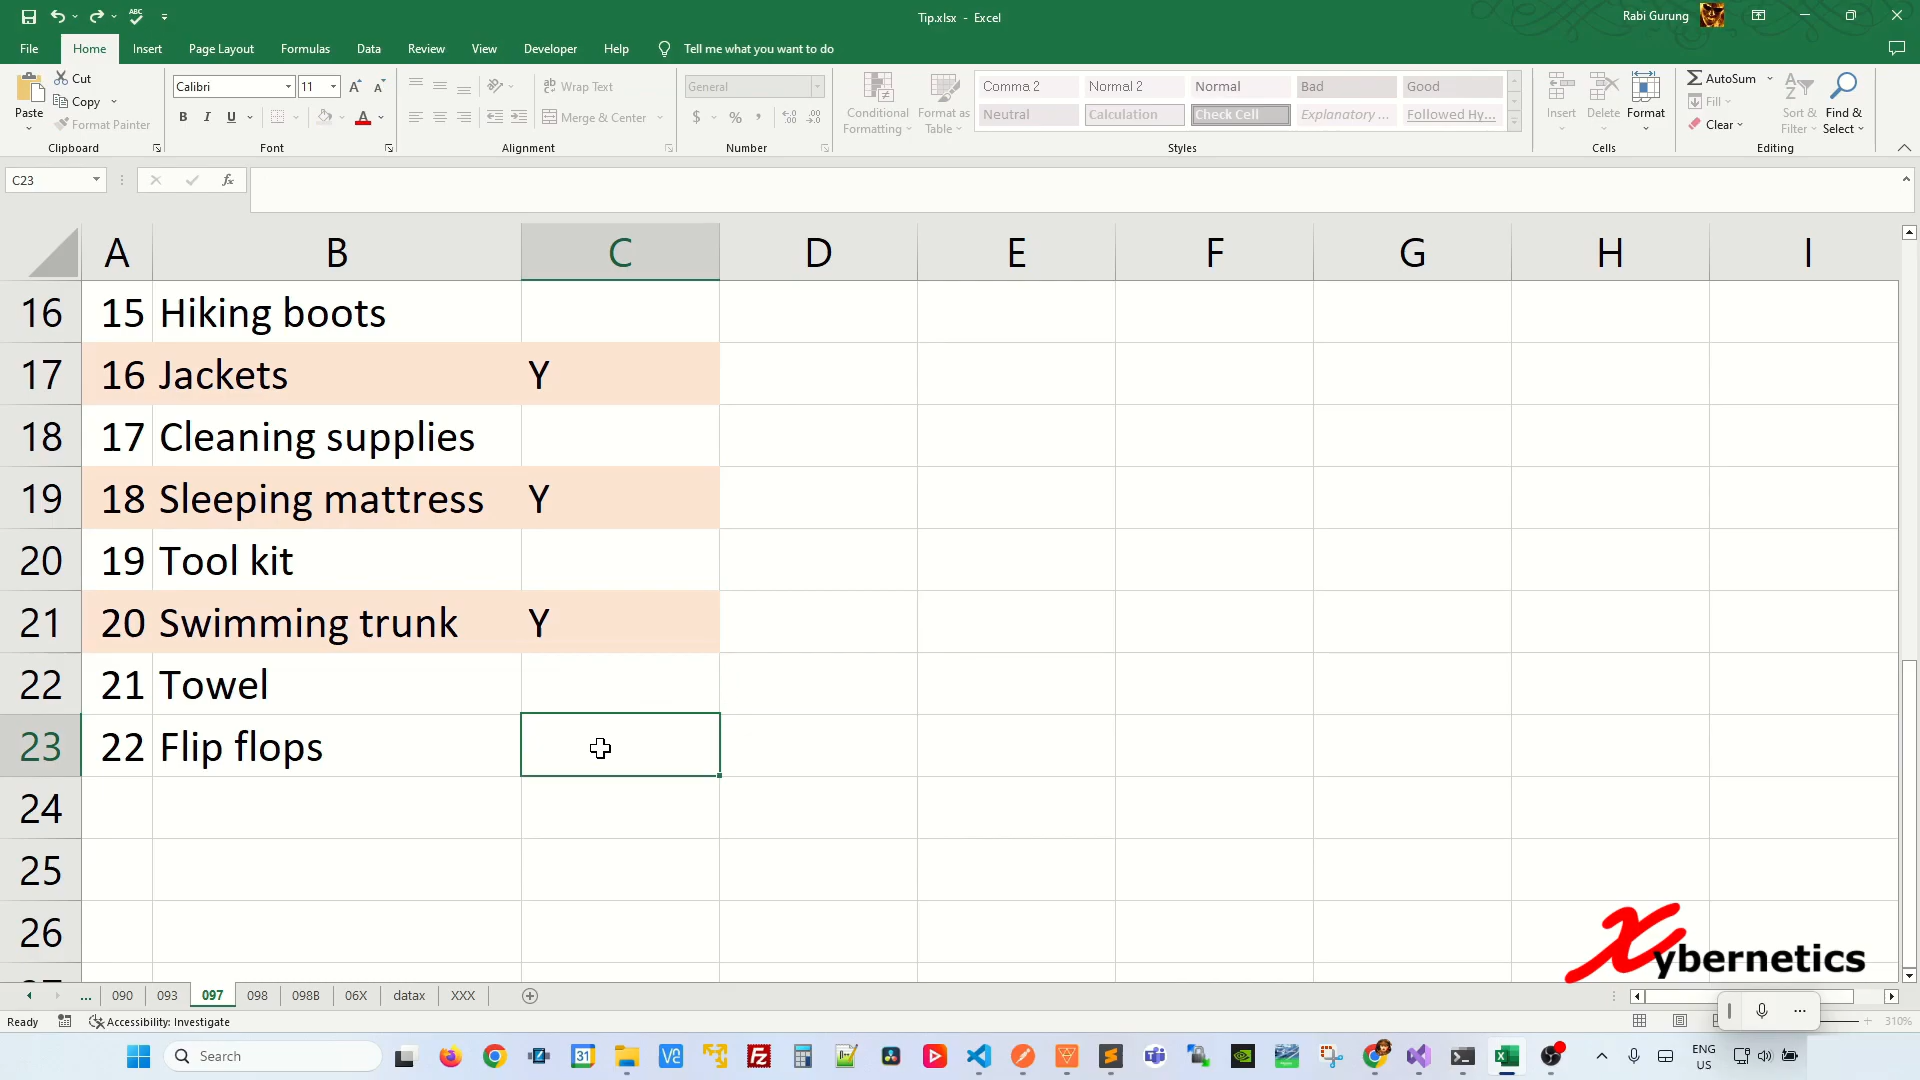 Tip.xlsx - Excel
Rabi Gurung
File Home Insert Page Layout Formulas Data Review View Developer Help Tell me what you want to do
Paste
Cut
Copy
Format Painter
Clipboard
Calibri 11
B I U
Font
Wrap Text
Merge & Center
Alignment
General
$ % ,
Number
Conditional Formatting
Format as Table
Comma 2 Normal 2 Normal Bad Good
Neutral Calculation Check Cell Explanatory ... Followed Hy...
Styles
Insert Delete Format
Cells
AutoSum
Fill
Clear
Sort & Filter
Find & Select
Editing
C23 fx
A B C D E F G H I
16 15 Hiking boots
17 16 Jackets Y
18 17 Cleaning supplies
19 18 Sleeping mattress Y
20 19 Tool kit
21 20 Swimming trunk Y
22 21 Towel
23 22 Flip flops
24
25
26
Xybernetics
... 090 093 097 098 098B 06X datax XXX
Ready Accessibility: Investigate 310%
Search
ENG
US